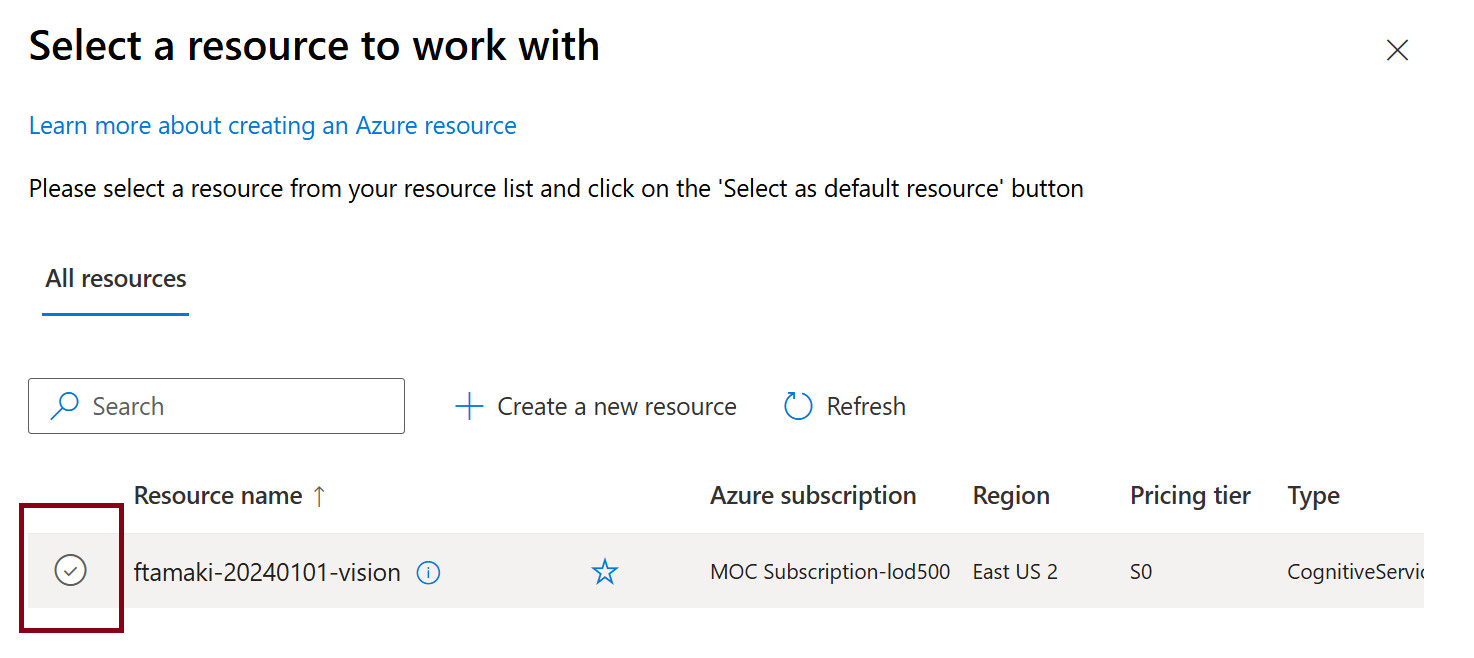 Select a resource to work with
Learn more about creating an Azure resource
Please select a resource from your resource list and click on the 'Select as default resource' button
All resources
Search Create a new resource Refresh
Resource name ↑ Azure subscription Region Pricing tier Type
ftamaki-20240101-vision MOC Subscription-lod500 East US 2 S0 CognitiveServic